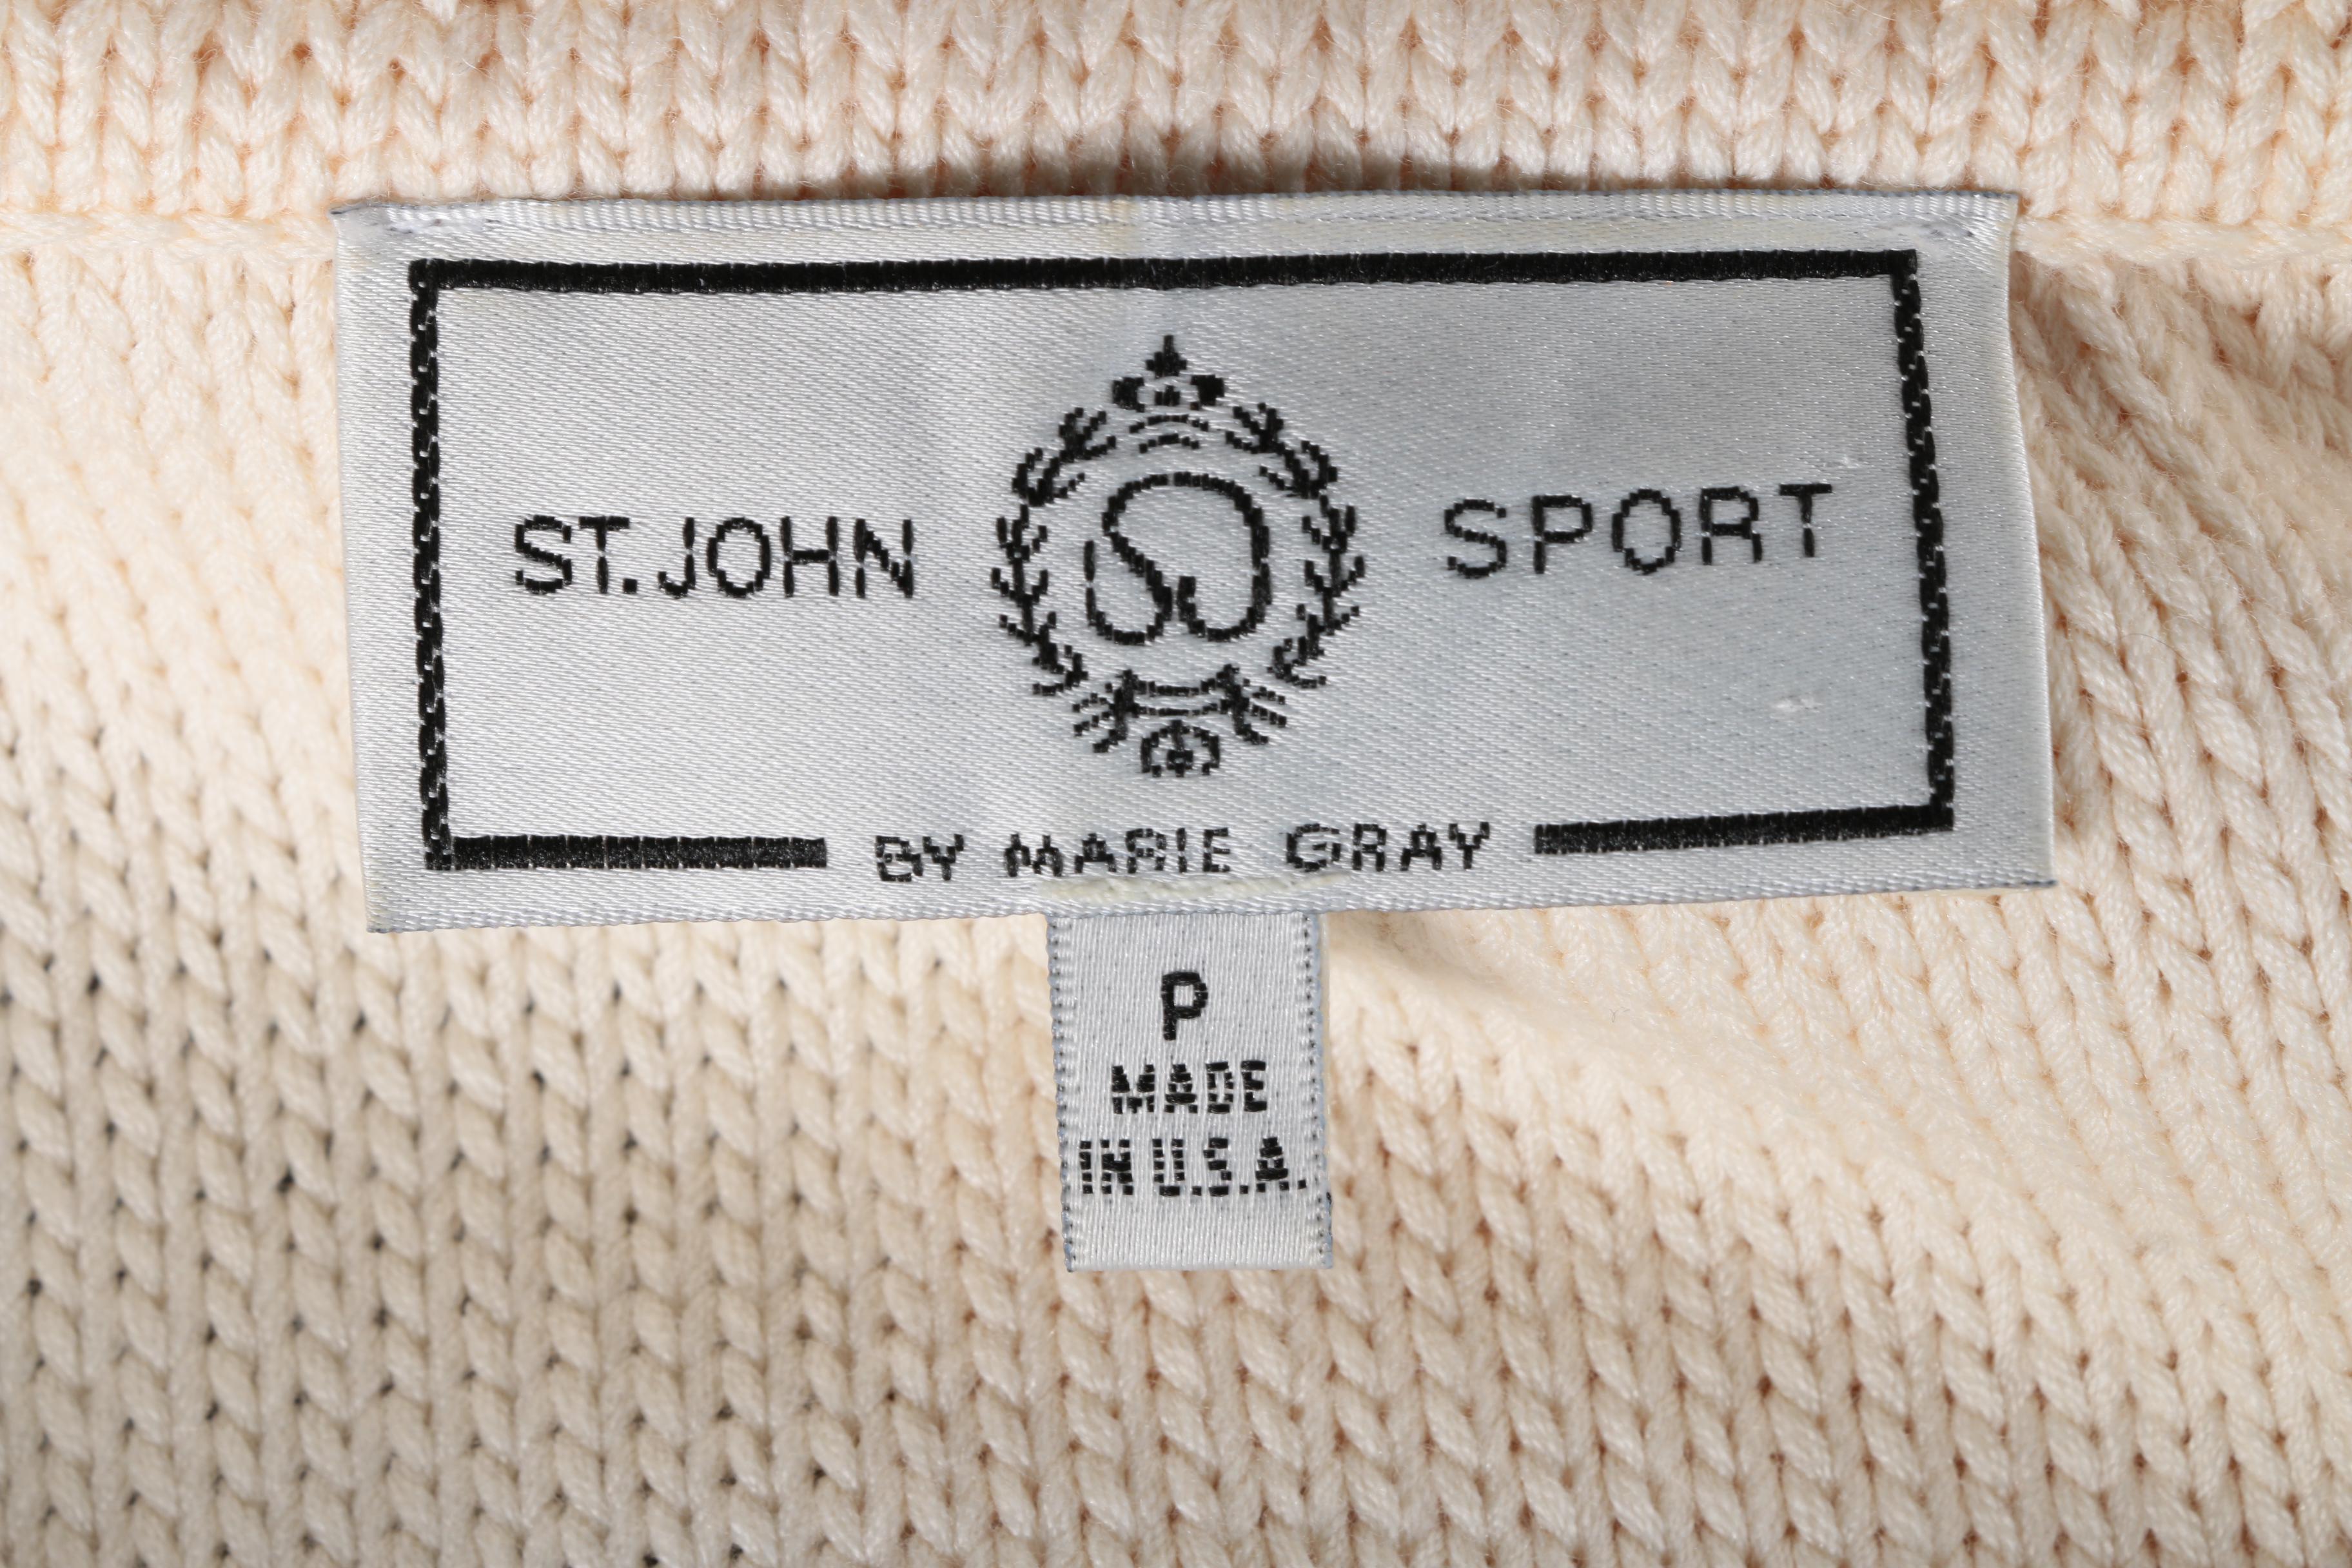 ST. JOHN SPORT
BY MARIE GRAY
P
MADE
IN U.S.A.